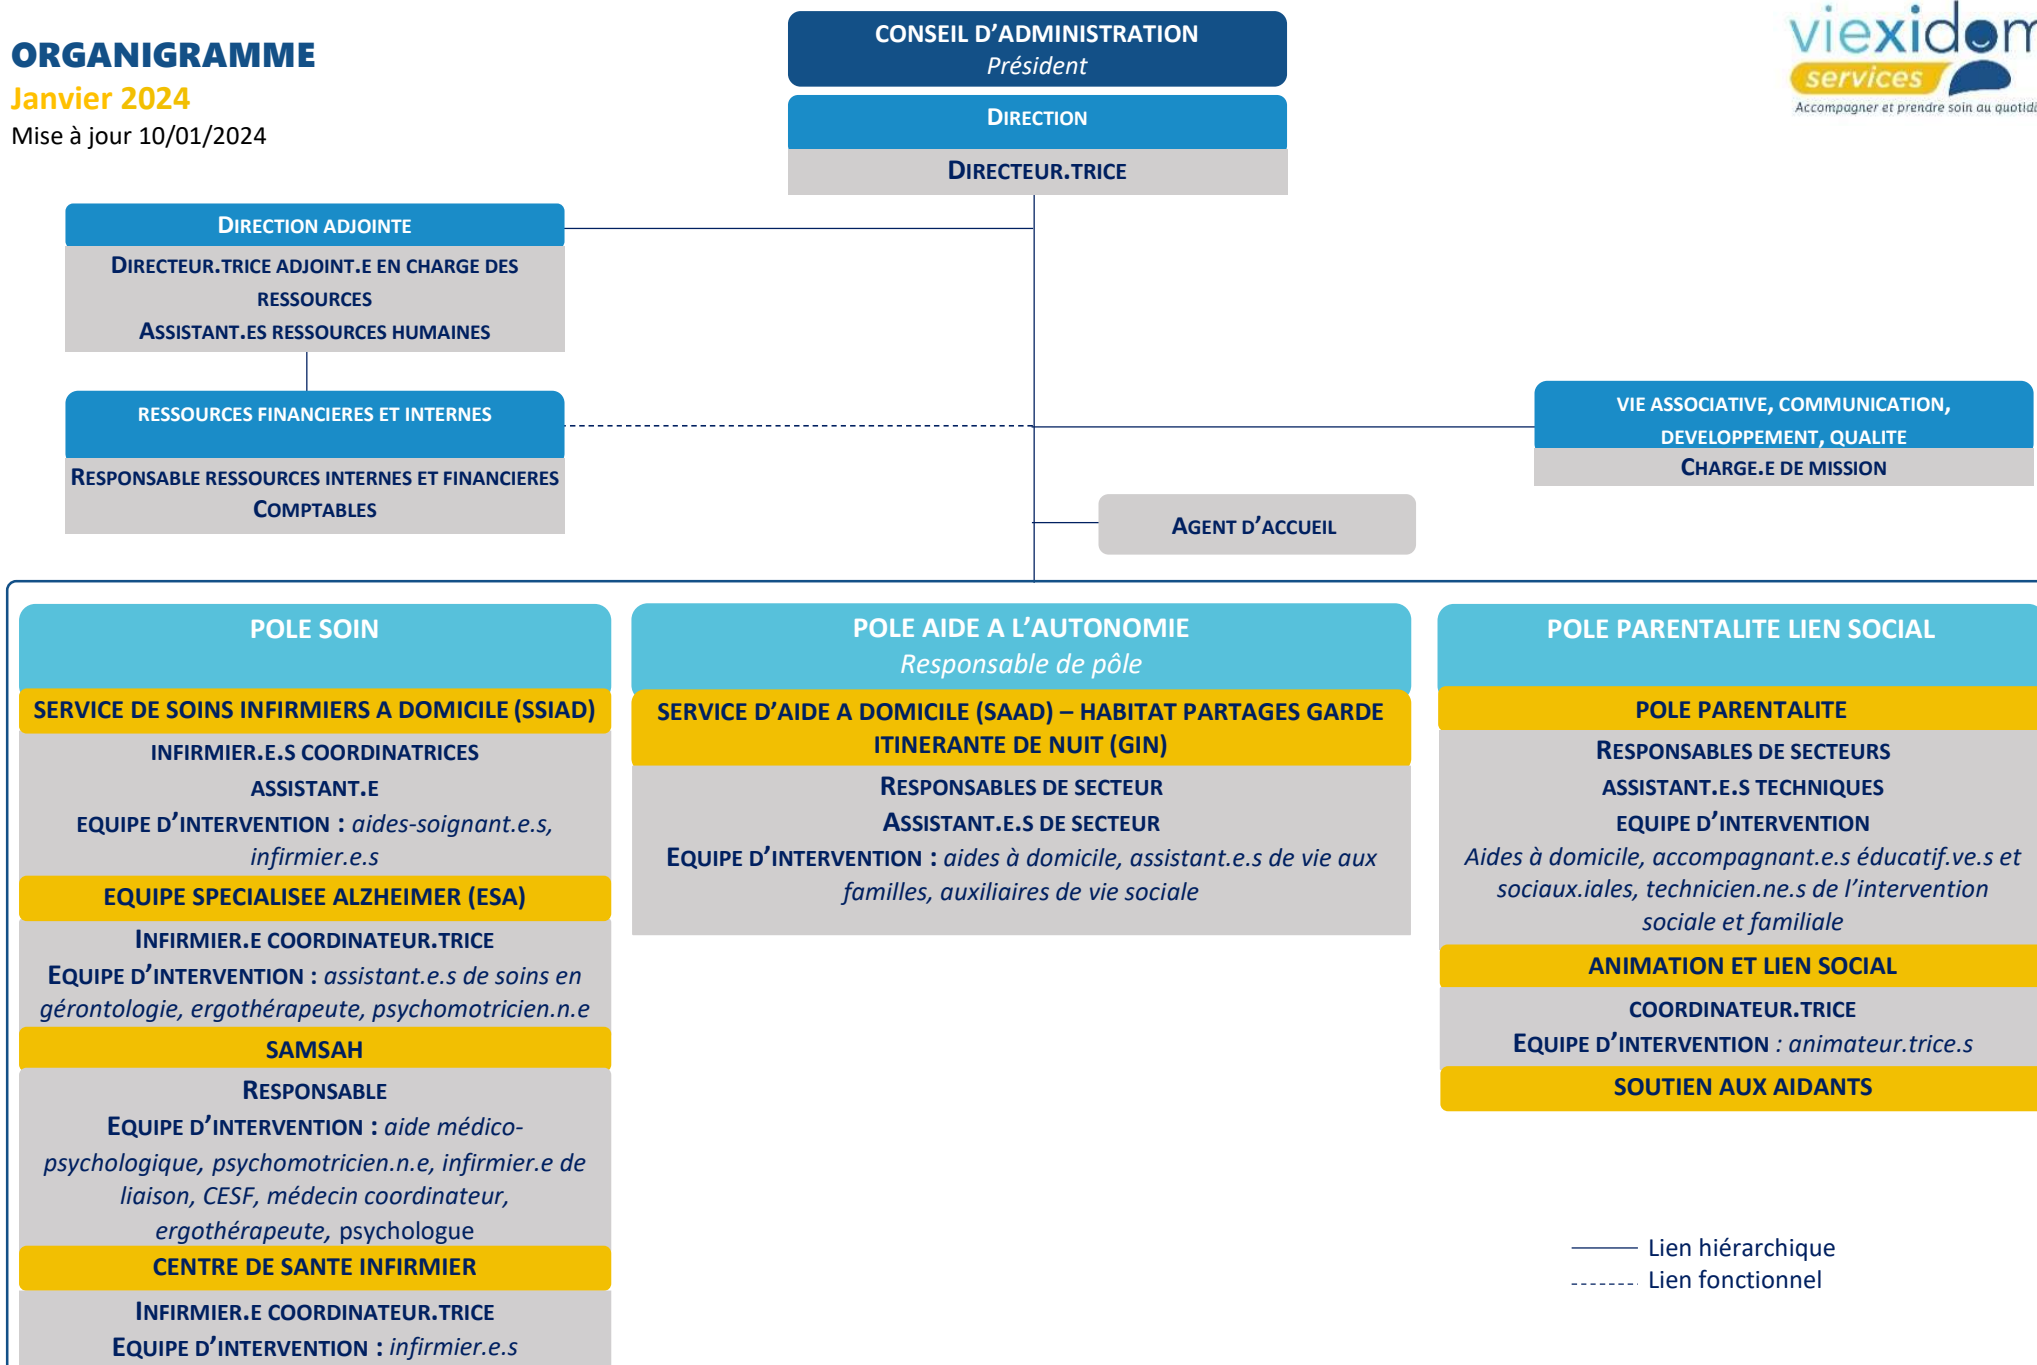 ORGANIGRAMME
Janvier 2024
Mise à jour 10/01/2024
CONSEIL D’ADMINISTRATION
Président
DIRECTION
DIRECTEUR.TRICE
viexidom
services
Accompagner et prendre soin au quotidi
DIRECTION ADJOINTE
DIRECTEUR.TRICE ADJOINT.E EN CHARGE DES
RESSOURCES
ASSISTANT.ES RESSOURCES HUMAINES
RESSOURCES FINANCIERES ET INTERNES
RESPONSABLE RESSOURCES INTERNES ET FINANCIERES
COMPTABLES
VIE ASSOCIATIVE, COMMUNICATION,
DEVELOPPEMENT, QUALITE
CHARGE.E DE MISSION
AGENT D’ACCUEIL
POLE SOIN
SERVICE DE SOINS INFIRMIERS A DOMICILE (SSIAD)
INFIRMIER.E.S COORDINATRICES
ASSISTANT.E
EQUIPE D’INTERVENTION : aides-soignant.e.s,
infirmier.e.s
EQUIPE SPECIALISEE ALZHEIMER (ESA)
INFIRMIER.E COORDINATEUR.TRICE
EQUIPE D’INTERVENTION : assistant.e.s de soins en
gérontologie, ergothérapeute, psychomotricien.n.e
SAMSAH
RESPONSABLE
EQUIPE D’INTERVENTION : aide médico-
psychologique, psychomotricien.n.e, infirmier.e de
liaison, CESF, médecin coordinateur,
ergothérapeute, psychologue
CENTRE DE SANTE INFIRMIER
INFIRMIER.E COORDINATEUR.TRICE
EQUIPE D’INTERVENTION : infirmier.e.s
POLE AIDE A L’AUTONOMIE
Responsable de pôle
SERVICE D’AIDE A DOMICILE (SAAD) – HABITAT PARTAGES GARDE
ITINERANTE DE NUIT (GIN)
RESPONSABLES DE SECTEUR
ASSISTANT.E.S DE SECTEUR
EQUIPE D’INTERVENTION : aides à domicile, assistant.e.s de vie aux
familles, auxiliaires de vie sociale
POLE PARENTALITE LIEN SOCIAL
POLE PARENTALITE
RESPONSABLES DE SECTEURS
ASSISTANT.E.S TECHNIQUES
EQUIPE D’INTERVENTION
Aides à domicile, accompagnant.e.s éducatif.ve.s et
sociaux.iales, technicien.ne.s de l’intervention
sociale et familiale
ANIMATION ET LIEN SOCIAL
COORDINATEUR.TRICE
EQUIPE D’INTERVENTION : animateur.trice.s
SOUTIEN AUX AIDANTS
Lien hiérarchique
Lien fonctionnel